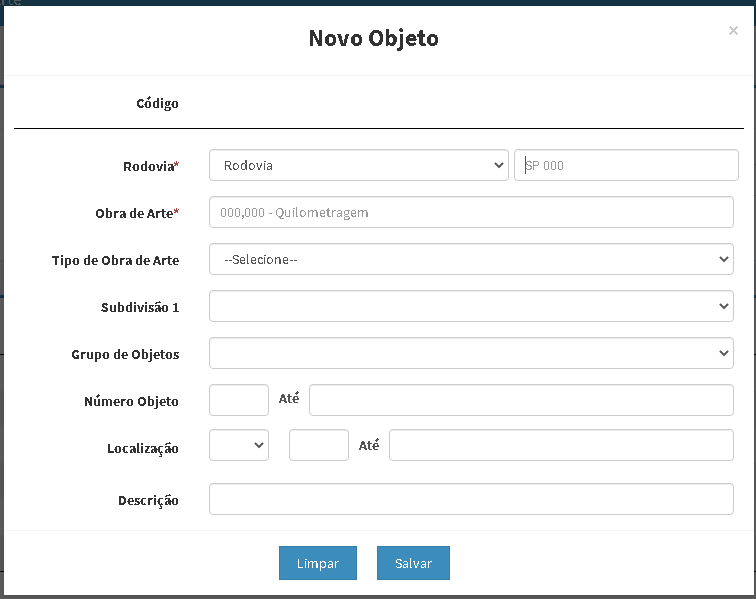 Novo Objeto ×
Código
Rodovia* Rodovia SP 000
Obra de Arte* 000,000 - Quilometragem
Tipo de Obra de Arte --Selecione--
Subdivisão 1
Grupo de Objetos
Número Objeto Até
Localização Até
Descrição
Limpar Salvar